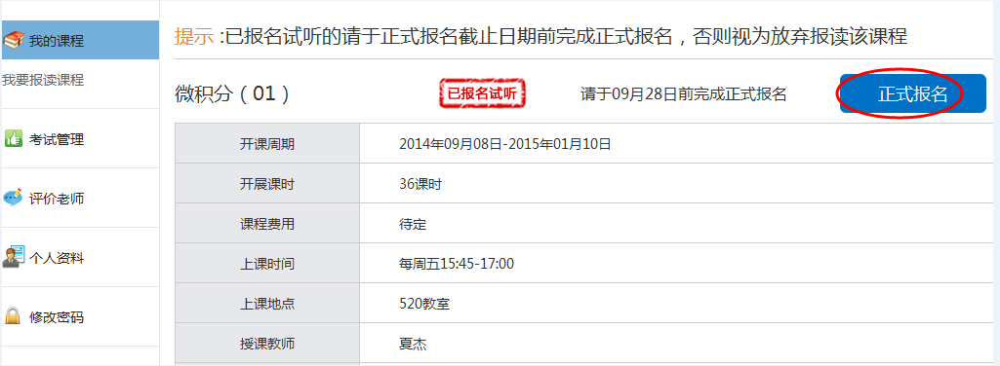 我的课程
我要报读课程
考试管理
评价老师
个人资料
修改密码
提示 :已报名试听的请于正式报名截止日期前完成正式报名，否则视为放弃报读该课程
微积分（01） 已报名试听 请于09月28日前完成正式报名 正式报名
开课周期 2014年09月08日-2015年01月10日
开展课时 36课时
课程费用 待定
上课时间 每周五15:45-17:00
上课地点 520教室
授课教师 夏杰